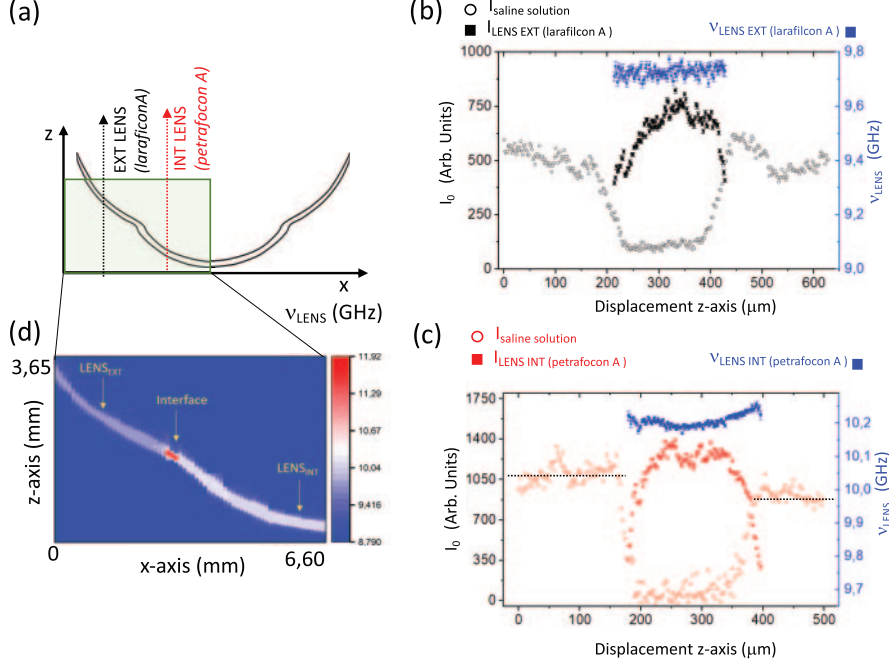 (a)
z
EXT LENS
(laraficonA)
INT LENS
(petrafocon A)
x
νLENS (GHz)
(b)
Isaline solution
ILENS EXT (larafilcon A )
νLENS EXT (larafilcon A )
1000
750
500
250
0
I0 (Arb. Units)
9,8
9,6
9,4
9,2
9,1
9,0
νLENS (GHz)
0 100 200 300 400 500 600
Displacement z-axis (μm)
(c)
Isaline solution
ILENS INT (petrafocon A )
νLENS INT (petrafocon A )
1750
1400
1050
700
350
0
I0 (Arb. Units)
10,2
10,1
10,0
9,9
9,8
9,7
νLENS (GHz)
0 100 200 300 400 500
Displacement z-axis (μm)
(d)
3,65
z-axis (mm)
LENSEXT
Interface
LENSINT
0
6,60
x-axis (mm)
11.92
11.30
10.67
10.04
9,416
8.790